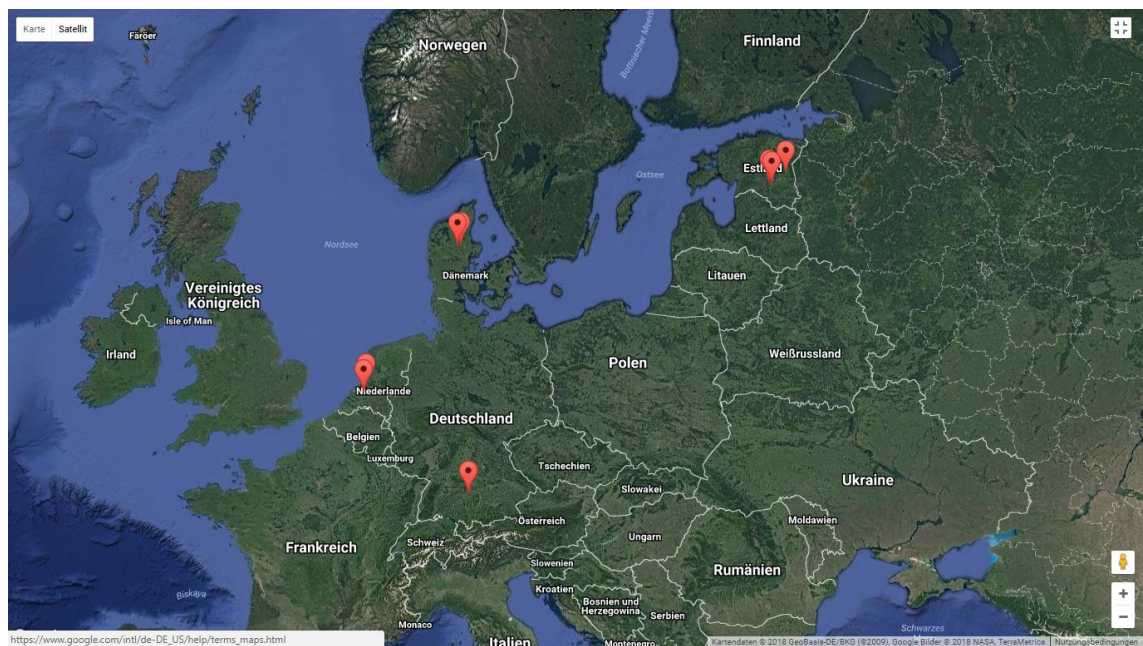 Karte
Satellit
Färöer
Norwegen
Finnland
Bottnischer Meerb
Estland
Ostsee
Lettland
Nordsee
Dänemark
Litauen
Vereinigtes
Königreich
Isle of Man
Irland
Weißrussland
Polen
Niederlande
Deutschland
Belgien
Luxemburg
Tschechien
Ukraine
Slowakei
Österreich
Moldawien
Ungarn
Schweiz
Frankreich
Slowenien
Rumänien
Kroatien
Biskaya
Bosnien und
Herzegowina
Serbien
Monaco
Schwarzes
Italien
Montenegro
https://www.google.com/intl/de-DE_US/help/terms_maps.html
Kartendaten © 2018 GeoBasis-DE/BKG (©2009), Google Bilder © 2018 NASA, TerraMetrics
Nutzungsbedingungen